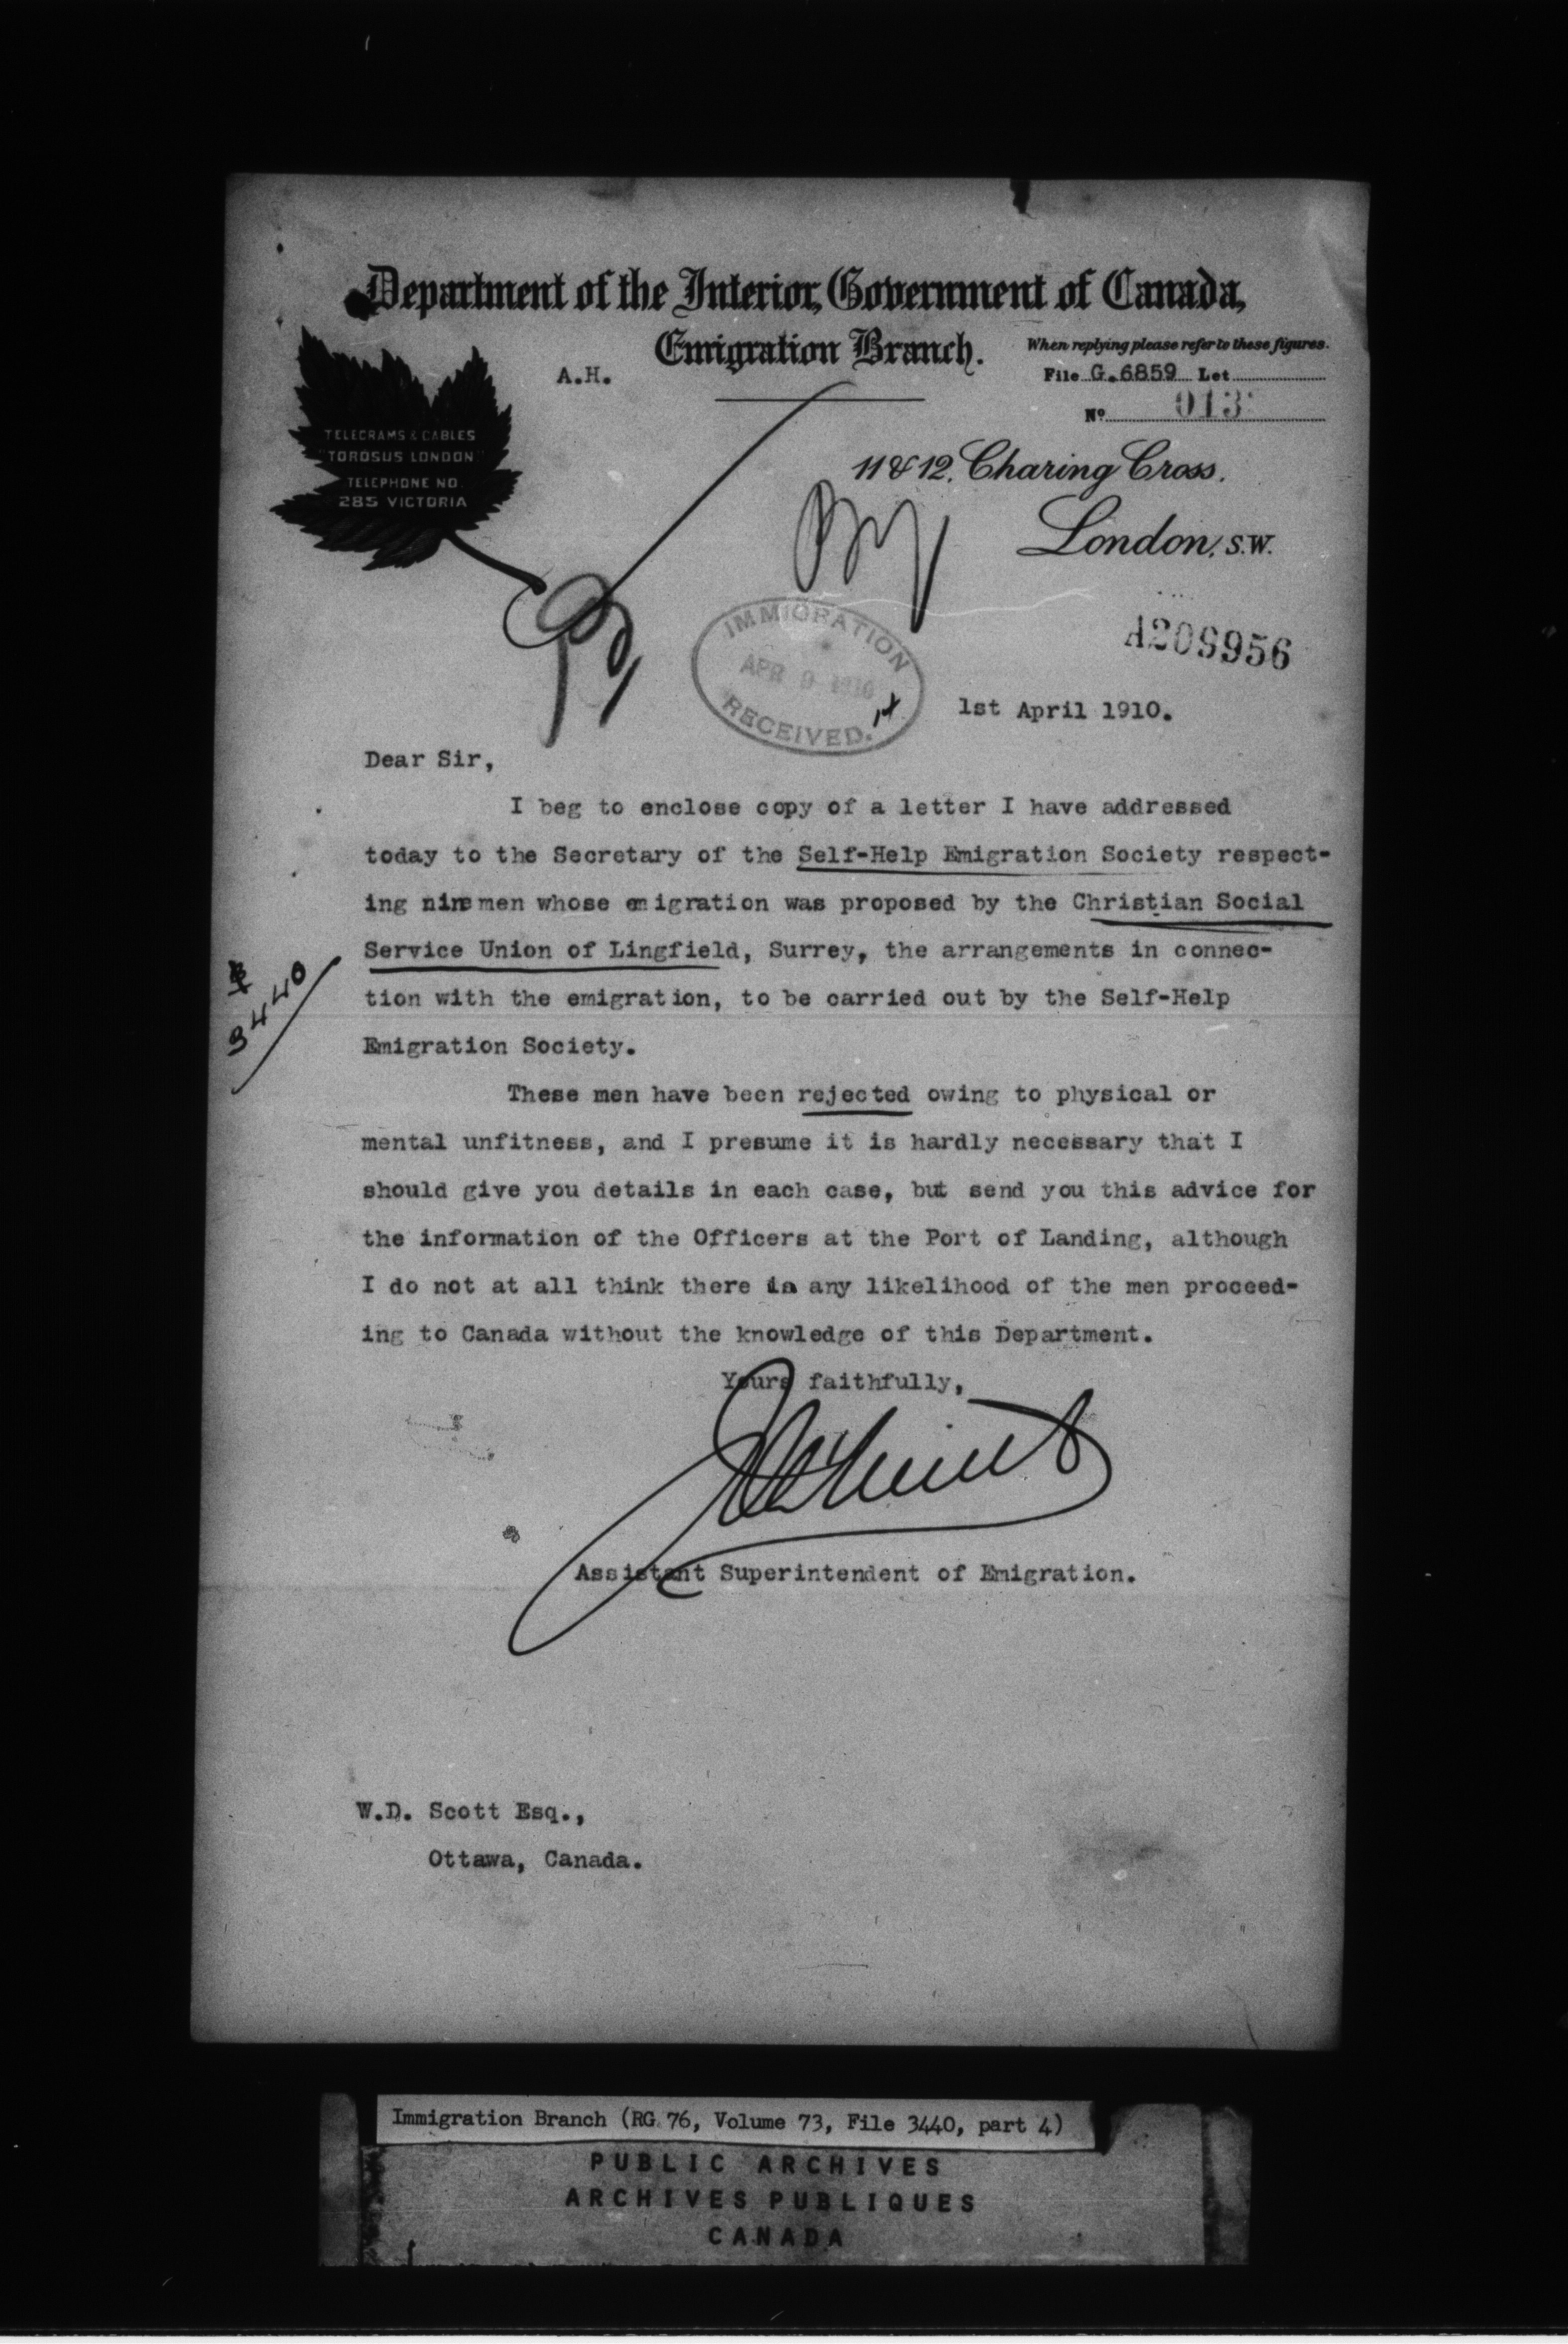 Department of the Interior, Government of Canada,
Emigration Branch.
When replying please refer to these figures.
A.H.
File G.6859 Let
No 013
TELEGRAMS & CABLES
"TOROSUS LONDON"
TELEPHONE NO.
285 VICTORIA
11 & 12, Charing Cross.
London, S.W.
A209956
IMMIGRATION
APR 9 1910
RECEIVED.
1st April 1910.
Dear Sir,
I beg to enclose copy of a letter I have addressed
today to the Secretary of the Self-Help Emigration Society respect-
ing nine men whose emigration was proposed by the Christian Social
Service Union of Lingfield, Surrey, the arrangements in connec-
tion with the emigration, to be carried out by the Self-Help
Emigration Society.
3440
These men have been rejected owing to physical or
mental unfitness, and I presume it is hardly necessary that I
should give you details in each case, but send you this advice for
the information of the Officers at the Port of Landing, although
I do not at all think there is any likelihood of the men proceed-
ing to Canada without the knowledge of this Department.
Yours faithfully,
Assistant Superintendent of Emigration.
W.D. Scott Esq.,
Ottawa, Canada.
Immigration Branch (RG 76, Volume 73, File 3440, part 4)
PUBLIC ARCHIVES
ARCHIVES PUBLIQUES
CANADA